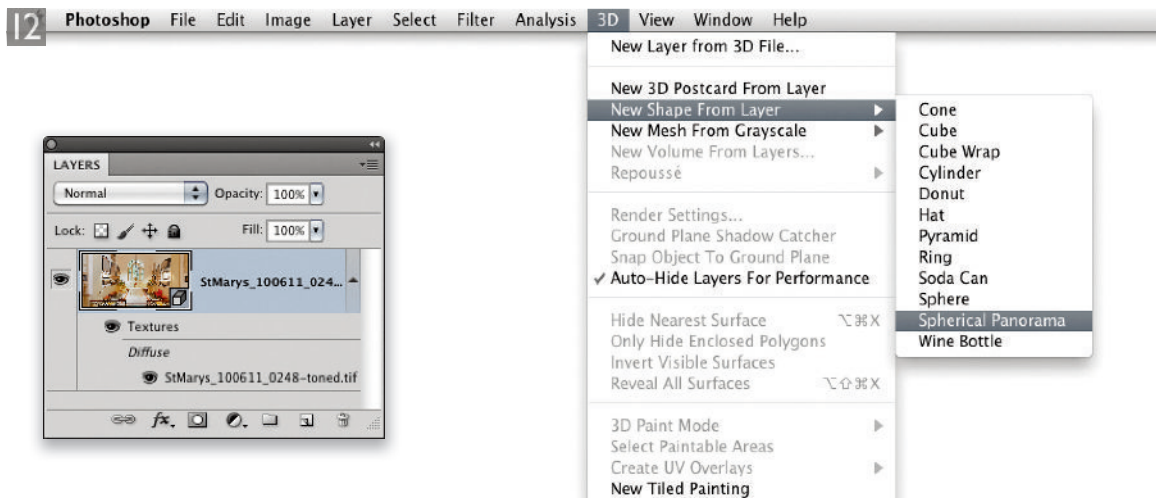 12
Photoshop File Edit Image Layer Select Filter Analysis 3D View Window Help
LAYERS
Normal Opacity: 100%
Lock: Fill: 100%
StMarys_100611_024...
Textures
Diffuse
StMarys_100611_0248-toned.tif
fx.
New Layer from 3D File...
New 3D Postcard From Layer
New Shape From Layer
New Mesh From Grayscale
New Volume From Layers...
Repoussé
Render Settings...
Ground Plane Shadow Catcher
Snap Object To Ground Plane
✓ Auto-Hide Layers For Performance
Hide Nearest Surface ⌥⌘X
Only Hide Enclosed Polygons
Invert Visible Surfaces
Reveal All Surfaces ⌥⇧⌘X
3D Paint Mode
Select Paintable Areas
Create UV Overlays
New Tiled Painting
Cone
Cube
Cube Wrap
Cylinder
Donut
Hat
Pyramid
Ring
Soda Can
Sphere
Spherical Panorama
Wine Bottle